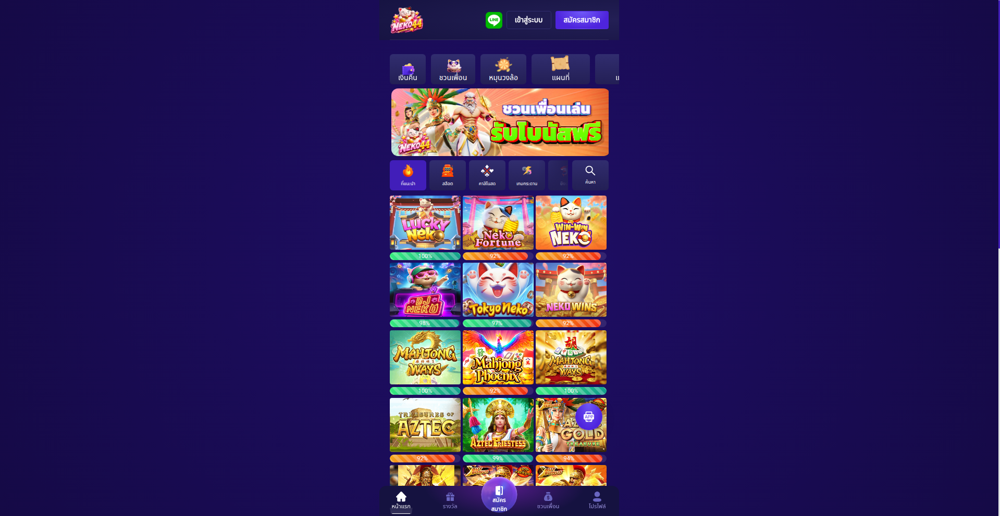 NEKO44
LINE
เข้าสู่ระบบ
สมัครสมาชิก
เงินคืน
ชวนเพื่อน
หมุนวงล้อ
แผนที่
ชวนเพื่อนเล่น
รับโบนัสฟรี
NEKO44
ที่แนะนำ
สล็อต
คาสิโนสด
เกมกระดาน
ค้นหา
LUCKY
Neko
Neko
Fortune
WIN-WIN
NEKO
100%
92%
92%
DJ
NEKO
Tokyo Neko
NEKO WINS
98%
97%
92%
MAHJONG
WAYS
發
Mahjong
Phoenix
八
萬
胡
MAHJONG
WAYS
100%
92%
100%
TREASURES OF
AZTEC
AZTEC PRIESTESS
BUY
FEATURES
APP
GOLD
TREASURE
92%
99%
94%
BUY
BONUS
VIP
Jackpot
BUY
BONUS
หน้าแรก
รางวัล
สมัคร
สมาชิก
ชวนเพื่อน
โปรไฟล์